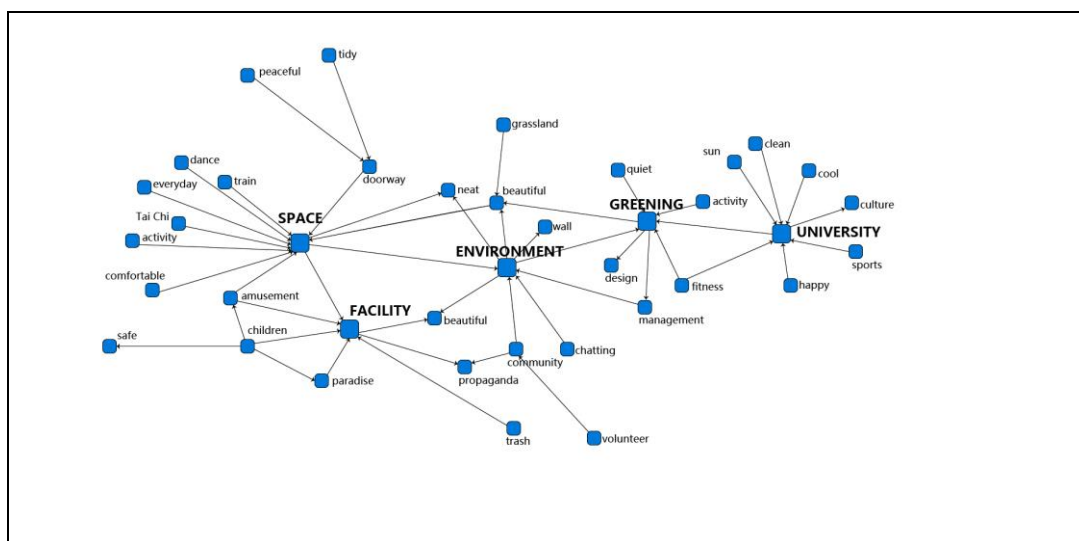 tidy
peaceful
grassland
dance
clean
sun
quiet
cool
everyday
train
doorway
neat
beautiful
activity
culture
GREENING
Tai Chi
SPACE
wall
UNIVERSITY
activity
ENVIRONMENT
sports
comfortable
design
fitness
happy
amusement
management
FACILITY
beautiful
safe
children
community
chatting
paradise
propaganda
trash
volunteer